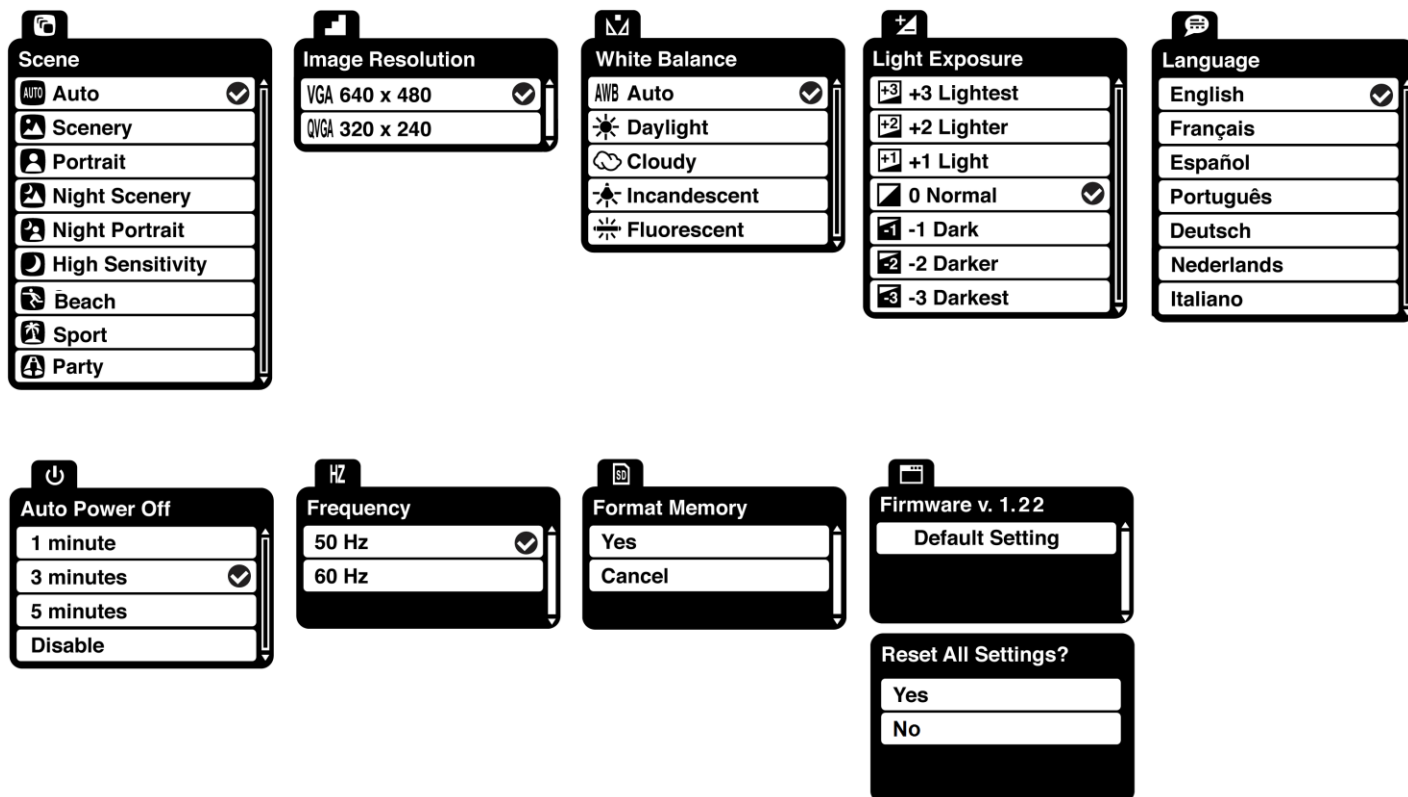 Scene
AUTO Auto
Scenery
Portrait
Night Scenery
Night Portrait
High Sensitivity
Beach
Sport
Party
Image Resolution
VGA 640 x 480
QVGA 320 x 240
White Balance
AWB Auto
Daylight
Cloudy
Incandescent
Fluorescent
Light Exposure
+3 +3 Lightest
+2 +2 Lighter
+1 +1 Light
0 Normal
-1 -1 Dark
-2 -2 Darker
-3 -3 Darkest
Language
English
Français
Español
Português
Deutsch
Nederlands
Italiano
Auto Power Off
1 minute
3 minutes
5 minutes
Disable
HZ
Frequency
50 Hz
60 Hz
SD
Format Memory
Yes
Cancel
Firmware v. 1.22
Default Setting
Reset All Settings?
Yes
No